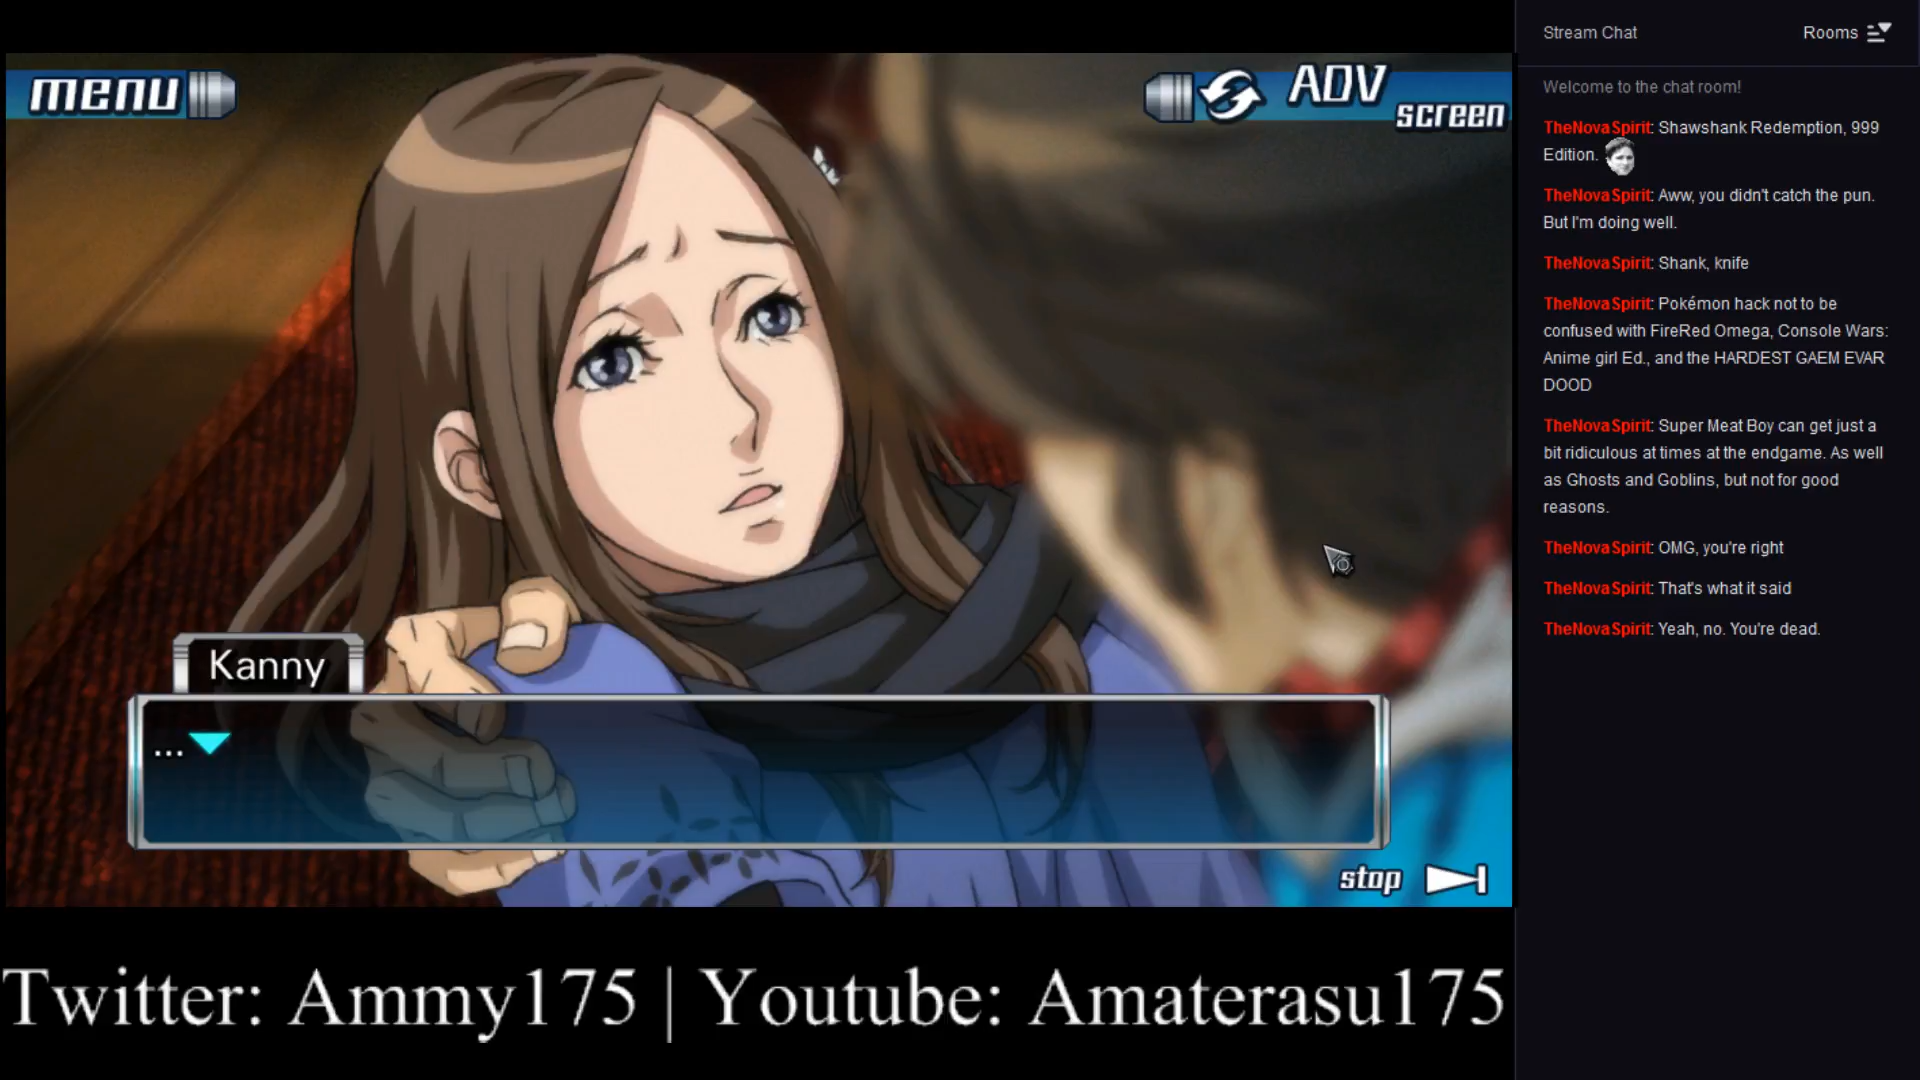 menu
ADV
screen
Kanny
...
stop
Twitter: Ammy175 | Youtube: Amaterasu175
Stream Chat
Rooms
Welcome to the chat room!
TheNovaSpirit: Shawshank Redemption, 999
Edition.
TheNovaSpirit: Aww, you didn't catch the pun.
But I'm doing well.
TheNovaSpirit: Shank, knife
TheNovaSpirit: Pokémon hack not to be
confused with FireRed Omega, Console Wars:
Anime girl Ed., and the HARDEST GAEM EVAR
DOOD
TheNovaSpirit: Super Meat Boy can get just a
bit ridiculous at times at the endgame. As well
as Ghosts and Goblins, but not for good
reasons.
TheNovaSpirit: OMG, you're right
TheNovaSpirit: That's what it said
TheNovaSpirit: Yeah, no. You're dead.